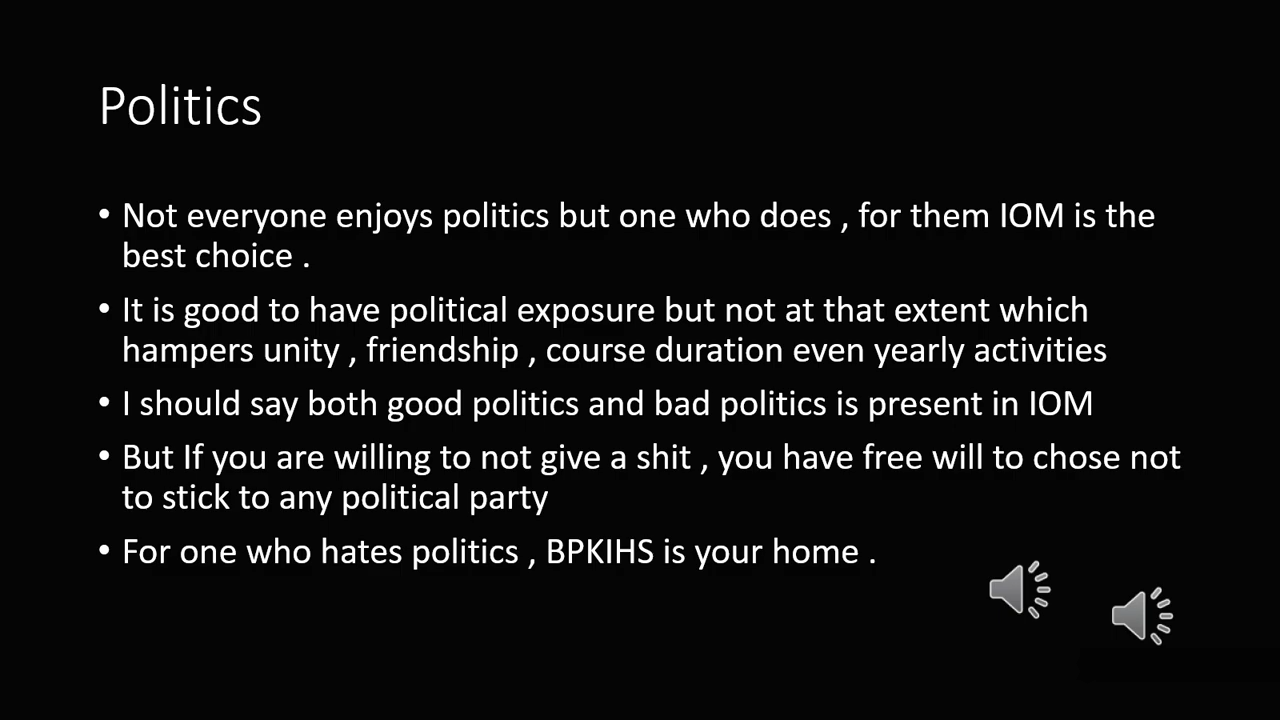 Politics
• Not everyone enjoys politics but one who does , for them IOM is the
best choice .
• It is good to have political exposure but not at that extent which
hampers unity , friendship , course duration even yearly activities
• I should say both good politics and bad politics is present in IOM
• But If you are willing to not give a shit , you have free will to chose not
to stick to any political party
• For one who hates politics , BPKIHS is your home .